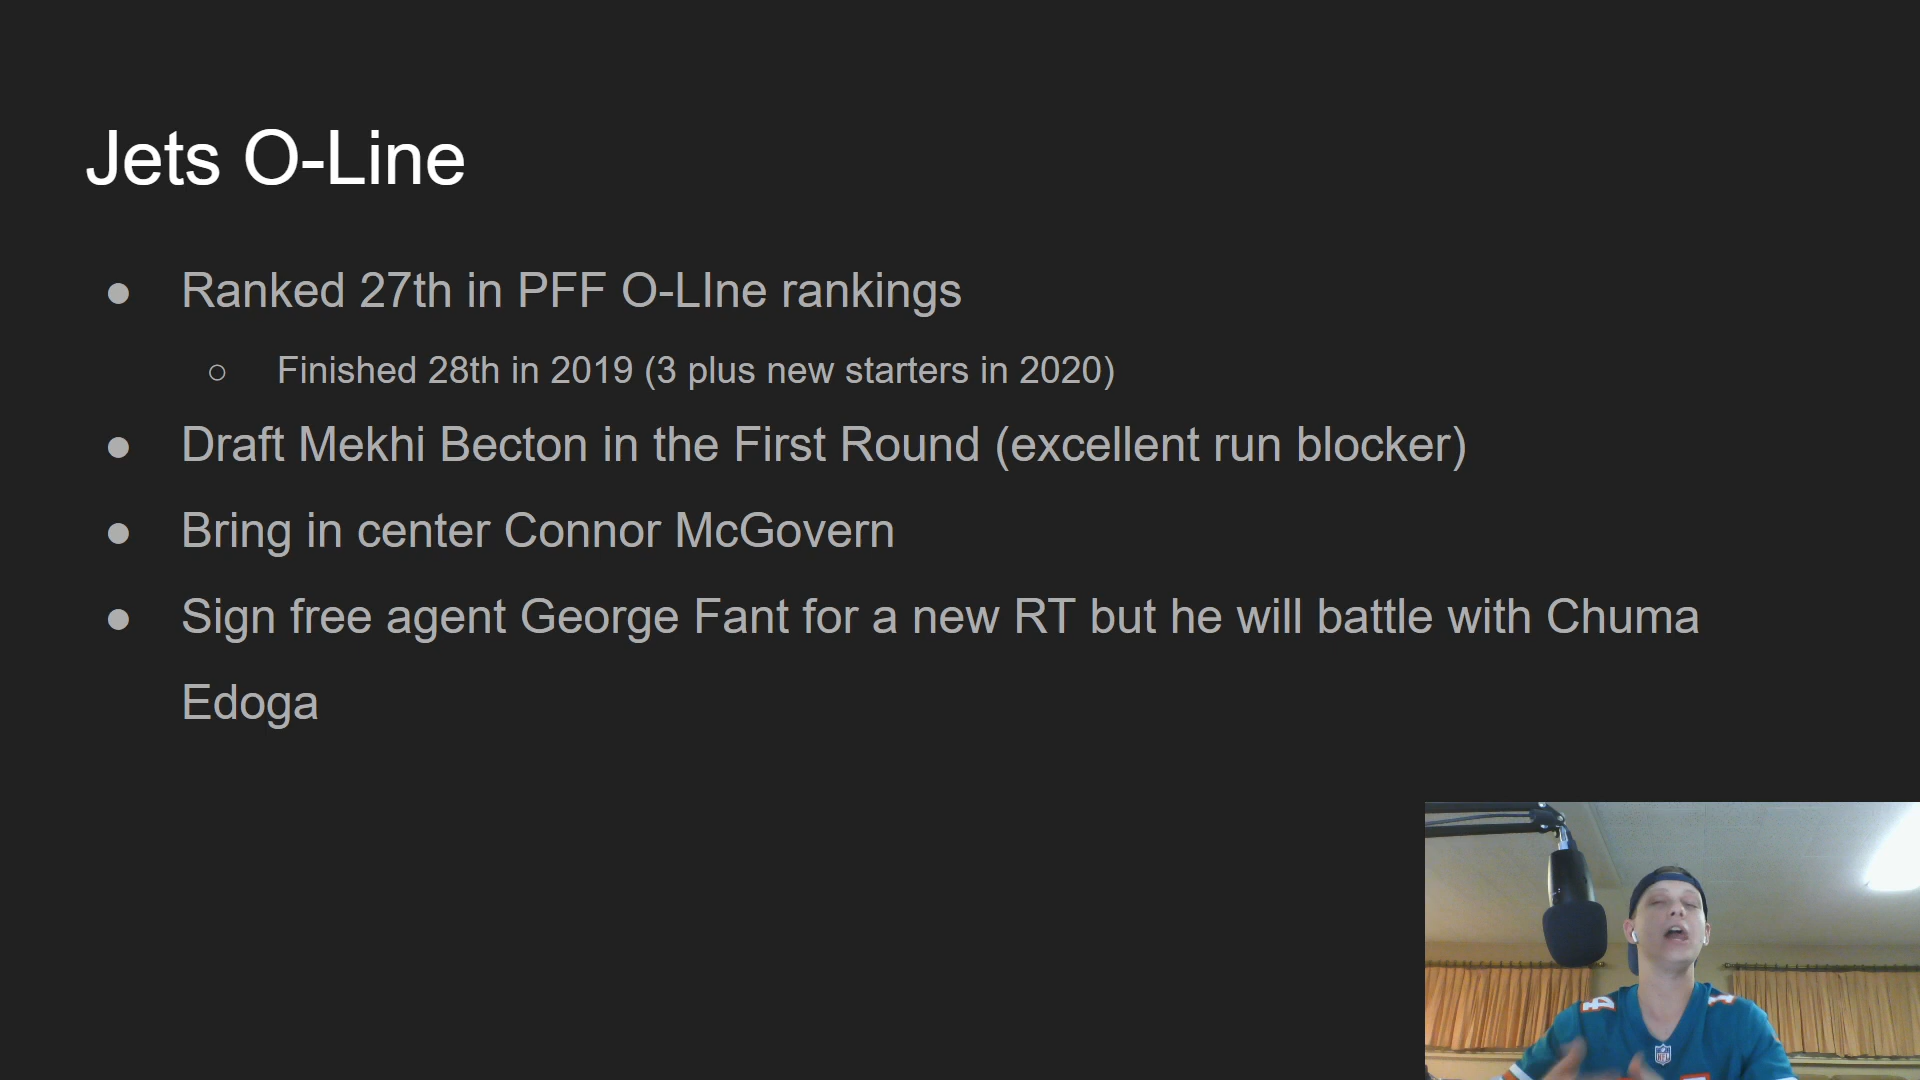 Jets O-Line
● Ranked 27th in PFF O-LIne rankings
○ Finished 28th in 2019 (3 plus new starters in 2020)
● Draft Mekhi Becton in the First Round (excellent run blocker)
● Bring in center Connor McGovern
● Sign free agent George Fant for a new RT but he will battle with Chuma
Edoga
NFL